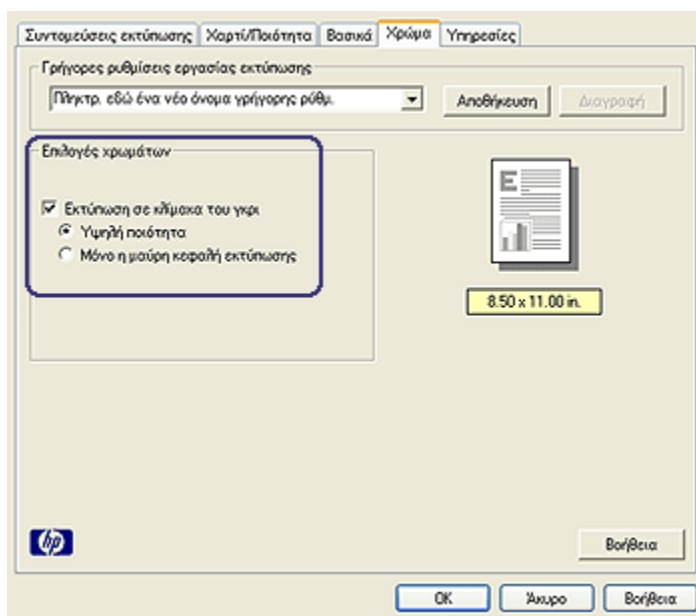 Συντομεύσεις εκτύπωσης Χαρτί/Ποιότητα Βασικά Χρώμα Υπηρεσίες
Γρήγορες ρυθμίσεις εργασίας εκτύπωσης
Πληκτρ. εδώ ένα νέο όνομα γρήγορης ρύθμ. Αποθήκευση Διαγραφή
Επιλογές χρωμάτων
Εκτύπωση σε κλίμακα του γκρι
Υψηλή ποιότητα
Μόνο η μαύρη κεφαλή εκτύπωσης
E
8.50 x 11.00 in.
hp
Βοήθεια
OK Άκυρο Βοήθεια